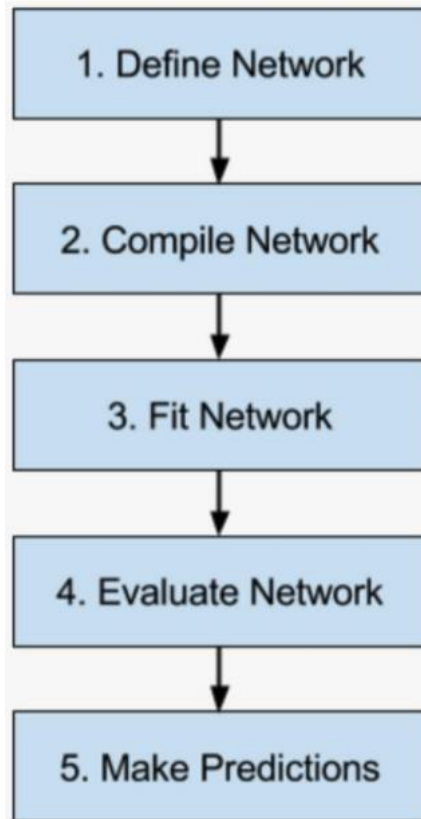 1. Define Network
2. Compile Network
3. Fit Network
4. Evaluate Network
5. Make Predictions